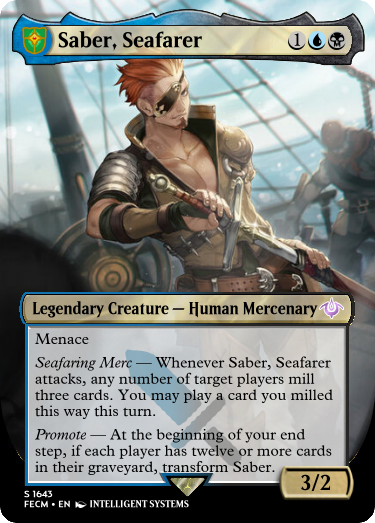 Saber, Seafarer 1
Legendary Creature — Human Mercenary
Menace
Seafaring Merc — Whenever Saber, Seafarer
attacks, any number of target players mill
three cards. You may play a card you milled
this way this turn.
Promote — At the beginning of your end
step, if each player has twelve or more cards
in their graveyard, transform Saber.
3/2
S 1643
FECM • EN INTELLIGENT SYSTEMS